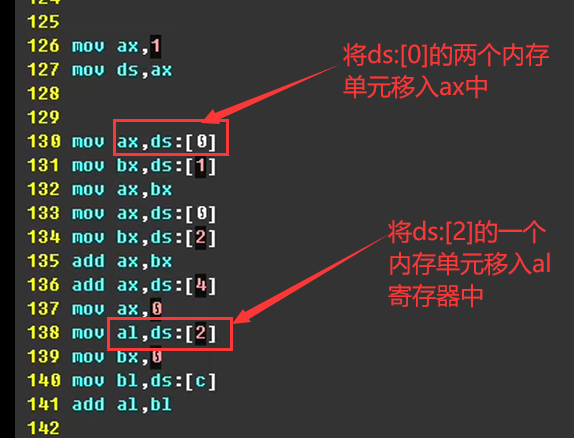 125
126 mov ax,1
127 mov ds,ax
128
129
130 mov ax,ds:[0]
131 mov bx,ds:[1]
132 mov ax,bx
133 mov ax,ds:[0]
134 mov bx,ds:[2]
135 add ax,bx
136 add ax,ds:[4]
137 mov ax,0
138 mov al,ds:[2]
139 mov bx,0
140 mov bl,ds:[c]
141 add al,bl
142
将ds:[0]的两个内存
单元移入ax中
将ds:[2]的一个
内存单元移入al
寄存器中